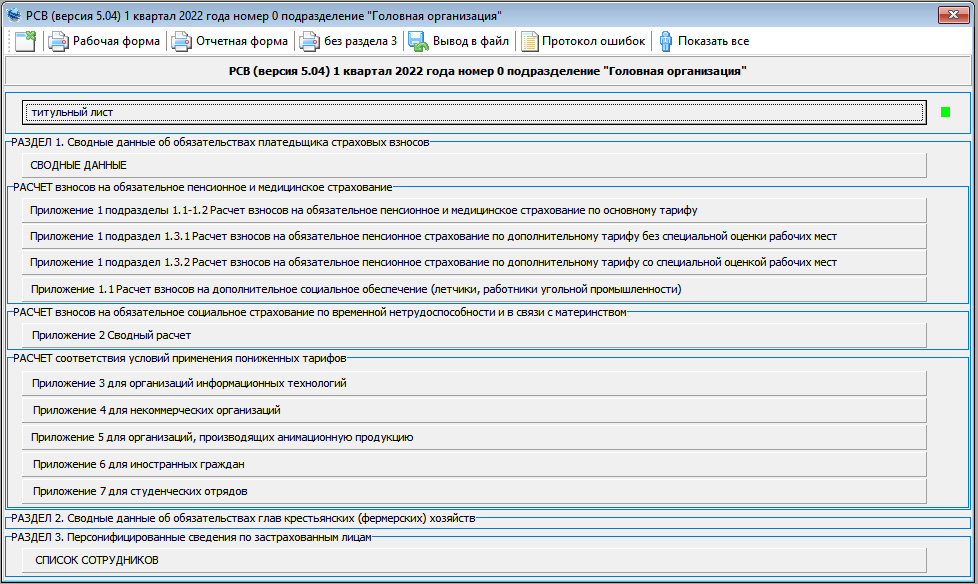 РСВ (версия 5.04) 1 квартал 2022 года номер 0 подразделение "Головная организация"
Рабочая форма Отчетная форма без раздела 3 Вывод в файл Протокол ошибок Показать все
РСВ (версия 5.04) 1 квартал 2022 года номер 0 подразделение "Головная организация"
титульный лист
РАЗДЕЛ 1. Сводные данные об обязательствах платедьщика страховых взносов
СВОДНЫЕ ДАННЫЕ
РАСЧЕТ взносов на обязательное пенсионное и медицинское страхование
Приложение 1 подразделы 1.1-1.2 Расчет взносов на обязательное пенсионное и медицинское страхование по основному тарифу
Приложение 1 подраздел 1.3.1 Расчет взносов на обязательное пенсионное страхование по дополнительному тарифу без специальной оценки рабочих мест
Приложение 1 подраздел 1.3.2 Расчет взносов на обязательное пенсионное страхование по дополнительному тарифу со специальной оценкой рабочих мест
Приложение 1.1 Расчет взносов на дополнительное социальное обеспечение (летчики, работники угольной промышленности)
РАСЧЕТ взносов на обязательное социальное страхование по временной нетрудоспособности и в связи с материнством
Приложение 2 Сводный расчет
РАСЧЕТ соответствия условий применения пониженных тарифов
Приложение 3 для организаций информационных технологий
Приложение 4 для некоммерческих организаций
Приложение 5 для организаций, производящих анимационную продукцию
Приложение 6 для иностранных граждан
Приложение 7 для студенческих отрядов
РАЗДЕЛ 2. Сводные данные об обязательствах глав крестьянских (фермерских) хозяйств
РАЗДЕЛ 3. Персонифицированные сведения по застрахованным лицам
СПИСОК СОТРУДНИКОВ